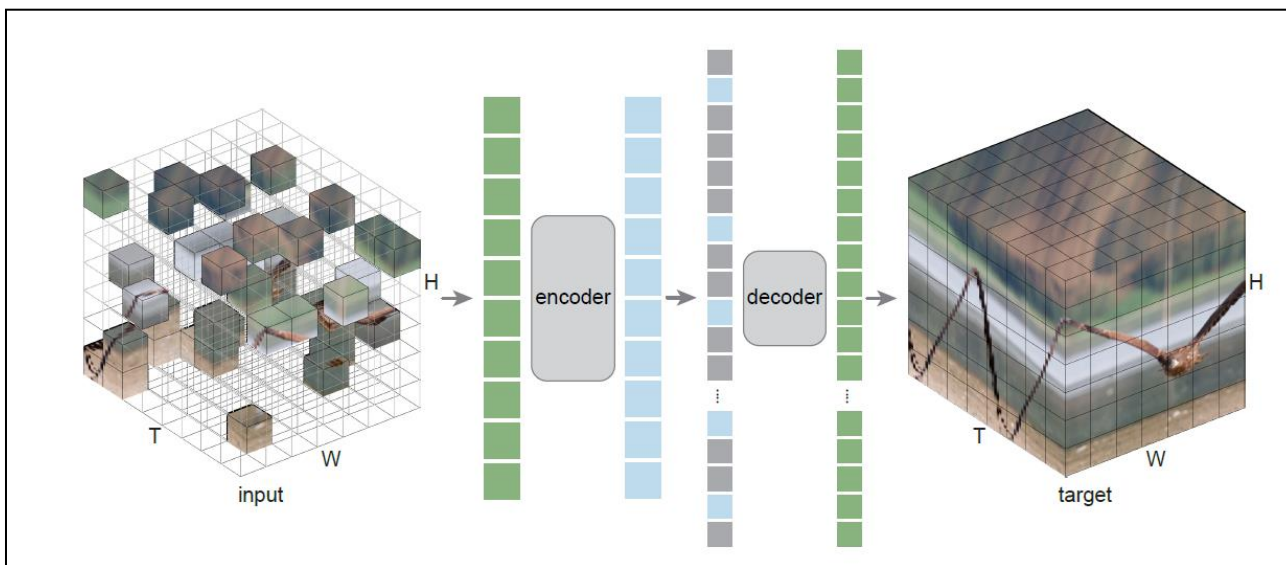 H
encoder
decoder
H
T
W
input
T
W
target